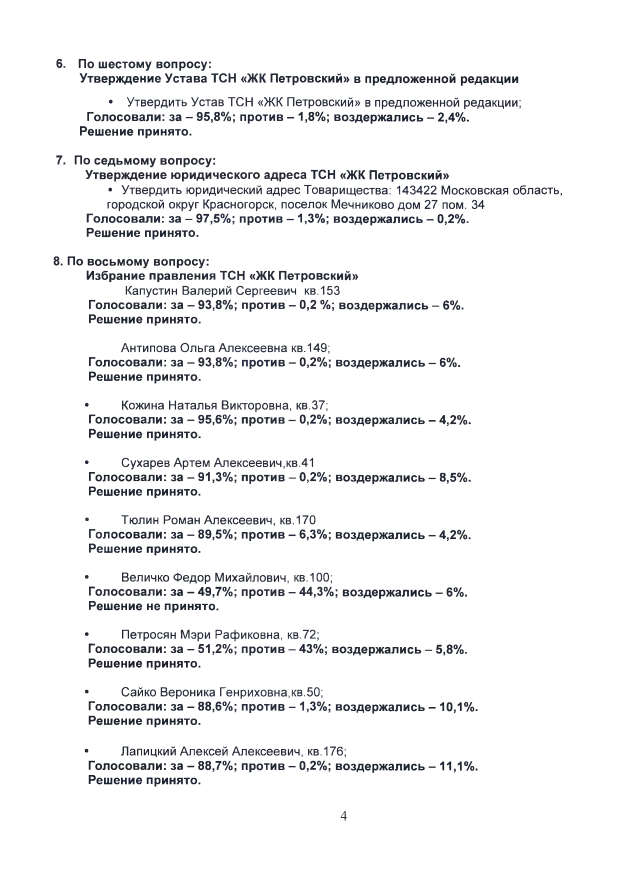 6. По шестому вопросу:
Утверждение Устава ТСН «ЖК Петровский» в предложенной редакции
• Утвердить Устав ТСН «ЖК Петровский» в предложенной редакции;
Голосовали: за – 95,8%; против – 1,8%; воздержались – 2,4%.
Решение принято.
7. По седьмому вопросу:
Утверждение юридического адреса ТСН «ЖК Петровский»
• Утвердить юридический адрес Товарищества: 143422 Московская область,
городской округ Красногорск, поселок Мечниково дом 27 пом. 34
Голосовали: за – 97,5%; против – 1,3%; воздержались – 0,2%.
Решение принято.
8. По восьмому вопросу:
Избрание правления ТСН «ЖК Петровский»
Капустин Валерий Сергеевич кв.153
Голосовали: за – 93,8%; против – 0,2 %; воздержались – 6%.
Решение принято.
Антипова Ольга Алексеевна кв.149;
Голосовали: за – 93,8%; против – 0,2%; воздержались – 6%.
Решение принято.
• Кожина Наталья Викторовна, кв.37;
Голосовали: за – 95,6%; против – 0,2%; воздержались – 4,2%.
Решение принято.
• Сухарев Артем Алексеевич,кв.41
Голосовали: за – 91,3%; против – 0,2%; воздержались – 8,5%.
Решение принято.
• Тюлин Роман Алексеевич, кв.170
Голосовали: за – 89,5%; против – 6,3%; воздержались – 4,2%.
Решение принято.
• Величко Федор Михайлович, кв.100;
Голосовали: за – 49,7%; против – 44,3%; воздержались – 6%.
Решение не принято.
• Петросян Мэри Рафиковна, кв.72;
Голосовали: за – 51,2%; против – 43%; воздержались – 5,8%.
Решение принято.
• Сайко Вероника Генриховна,кв.50;
Голосовали: за – 88,6%; против – 1,3%; воздержались – 10,1%.
Решение принято.
• Лапицкий Алексей Алексеевич, кв.176;
Голосовали: за – 88,7%; против – 0,2%; воздержались – 11,1%.
Решение принято.
4